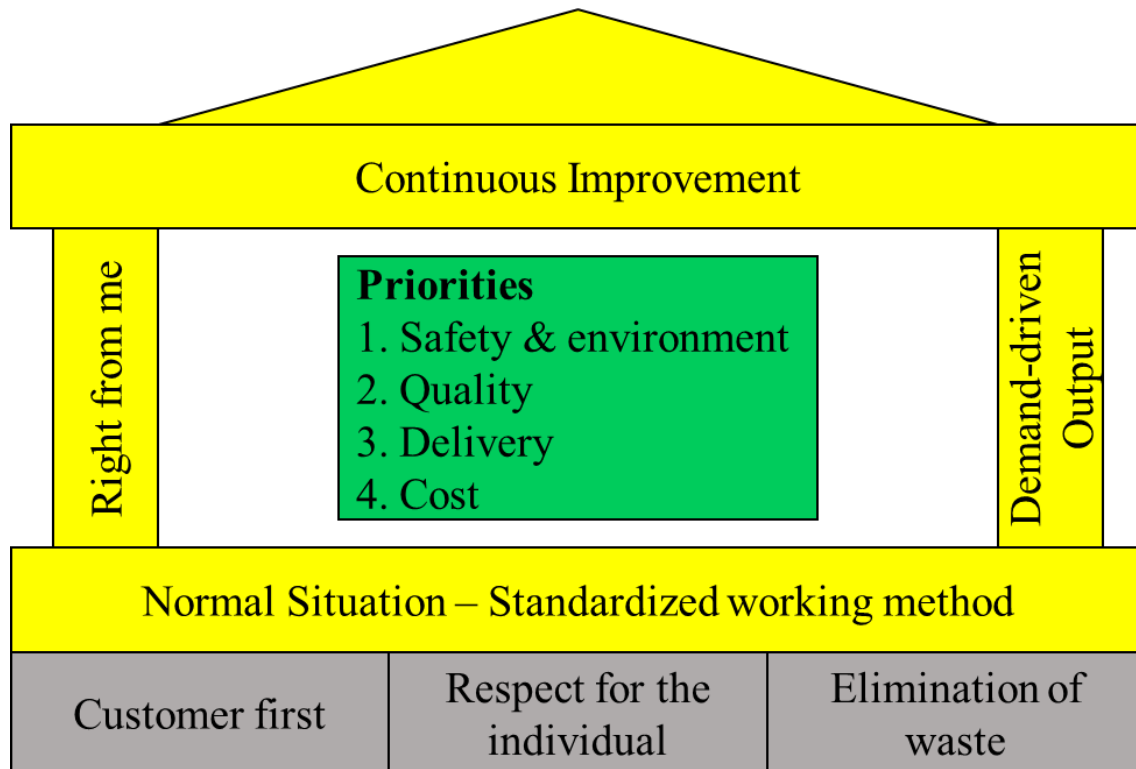 Continuous Improvement
Right from me
Priorities
1. Safety & environment
2. Quality
3. Delivery
4. Cost
Demand-driven
Output
Normal Situation – Standardized working method
Customer first
Respect for the
individual
Elimination of
waste